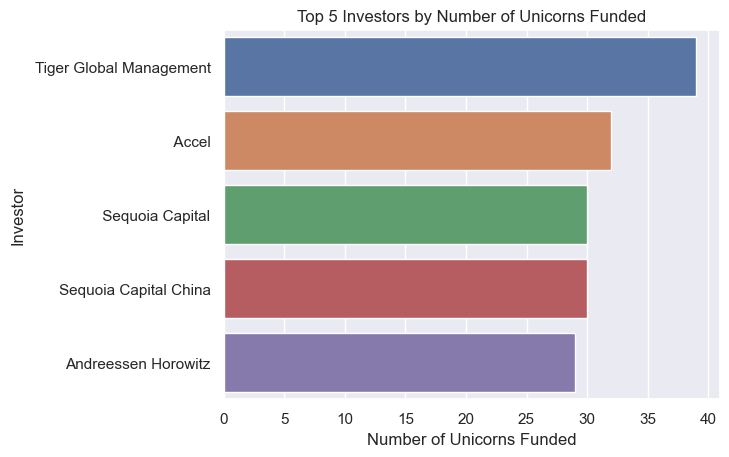 Top 5 Investors by Number of Unicorns Funded
Tiger Global Management
Accel
Sequoia Capital
Sequoia Capital China
Andreessen Horowitz
Investor
0 5 10 15 20 25 30 35 40
Number of Unicorns Funded